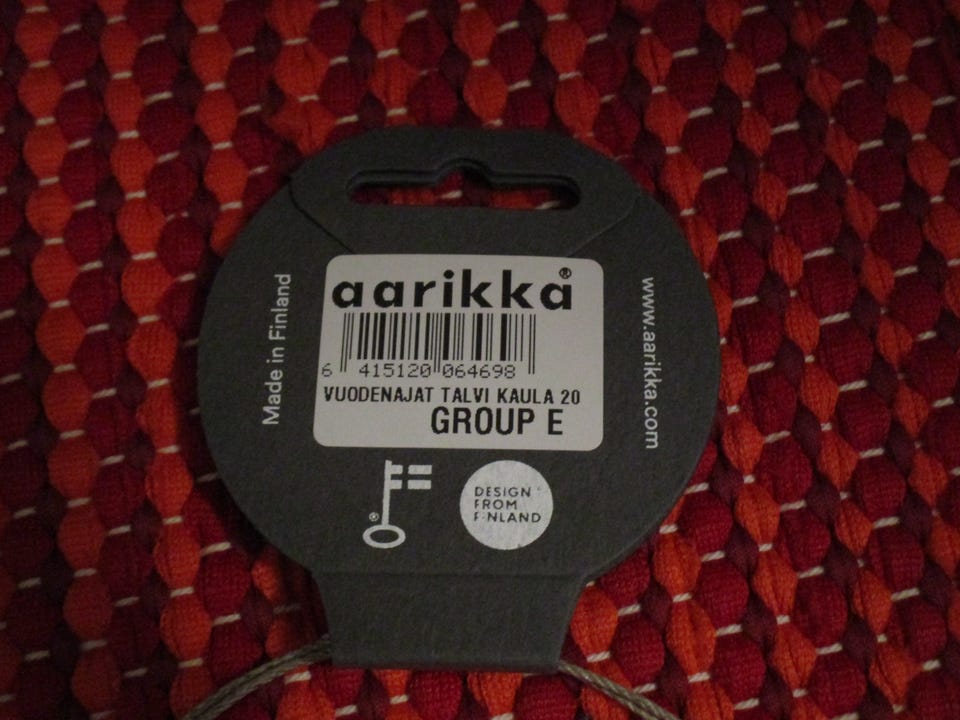 aarikka®
6 415120 064698
VUODENAJAT TALVI KAULA 20
GROUP E
Made in Finland
www.aarikka.com
®
DESIGN
FROM
FINLAND